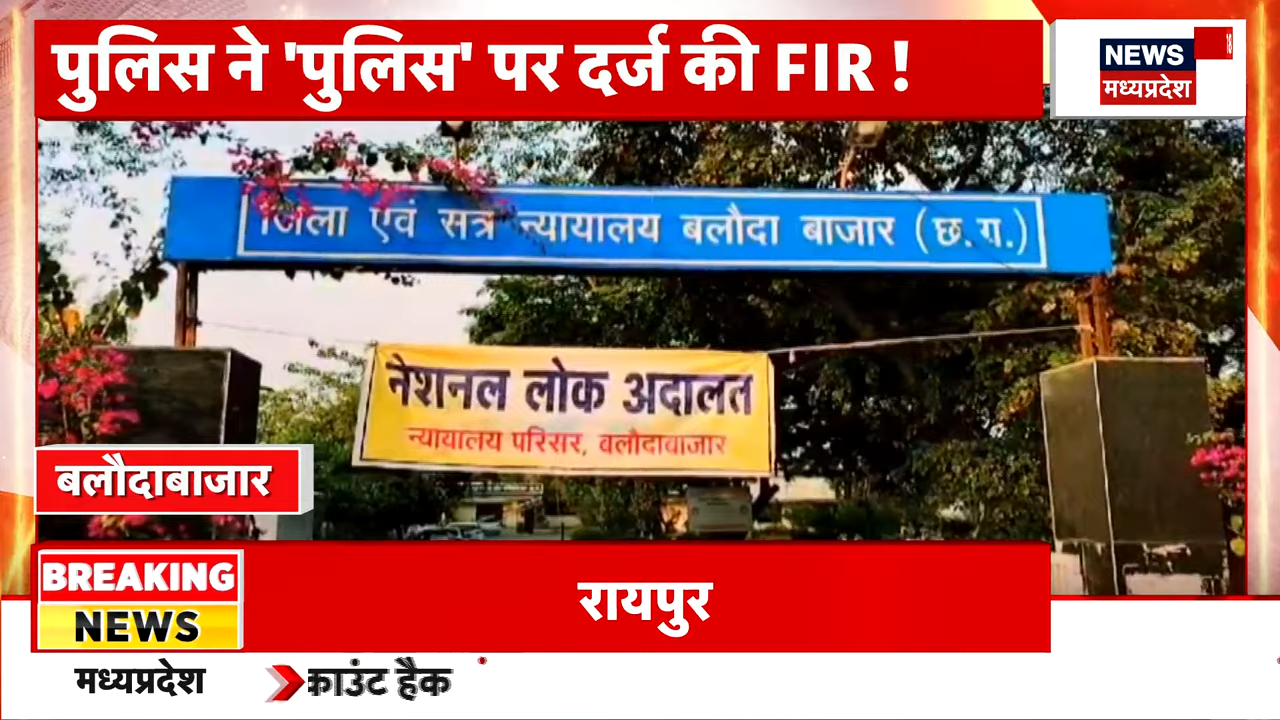 पुलिस ने 'पुलिस' पर दर्ज की FIR !
NEWS 18
मध्यप्रदेश
जिला एवं सत्र न्यायालय बलौदा बाजार (छ.ग.)
नेशनल लोक अदालत
न्यायालय परिसर, बलौदाबाजार
बलौदाबाजार
BREAKING
NEWS
रायपुर
मध्यप्रदेश
काउंट हैक